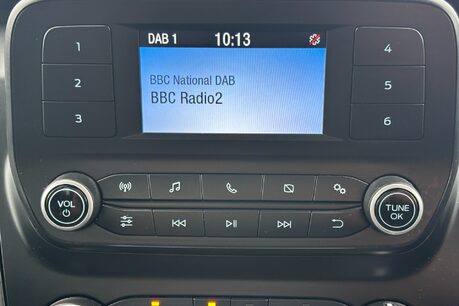 DAB 1 10:13
BBC National DAB
BBC Radio2
1
2
3
4
5
6
VOL
TUNE
OK